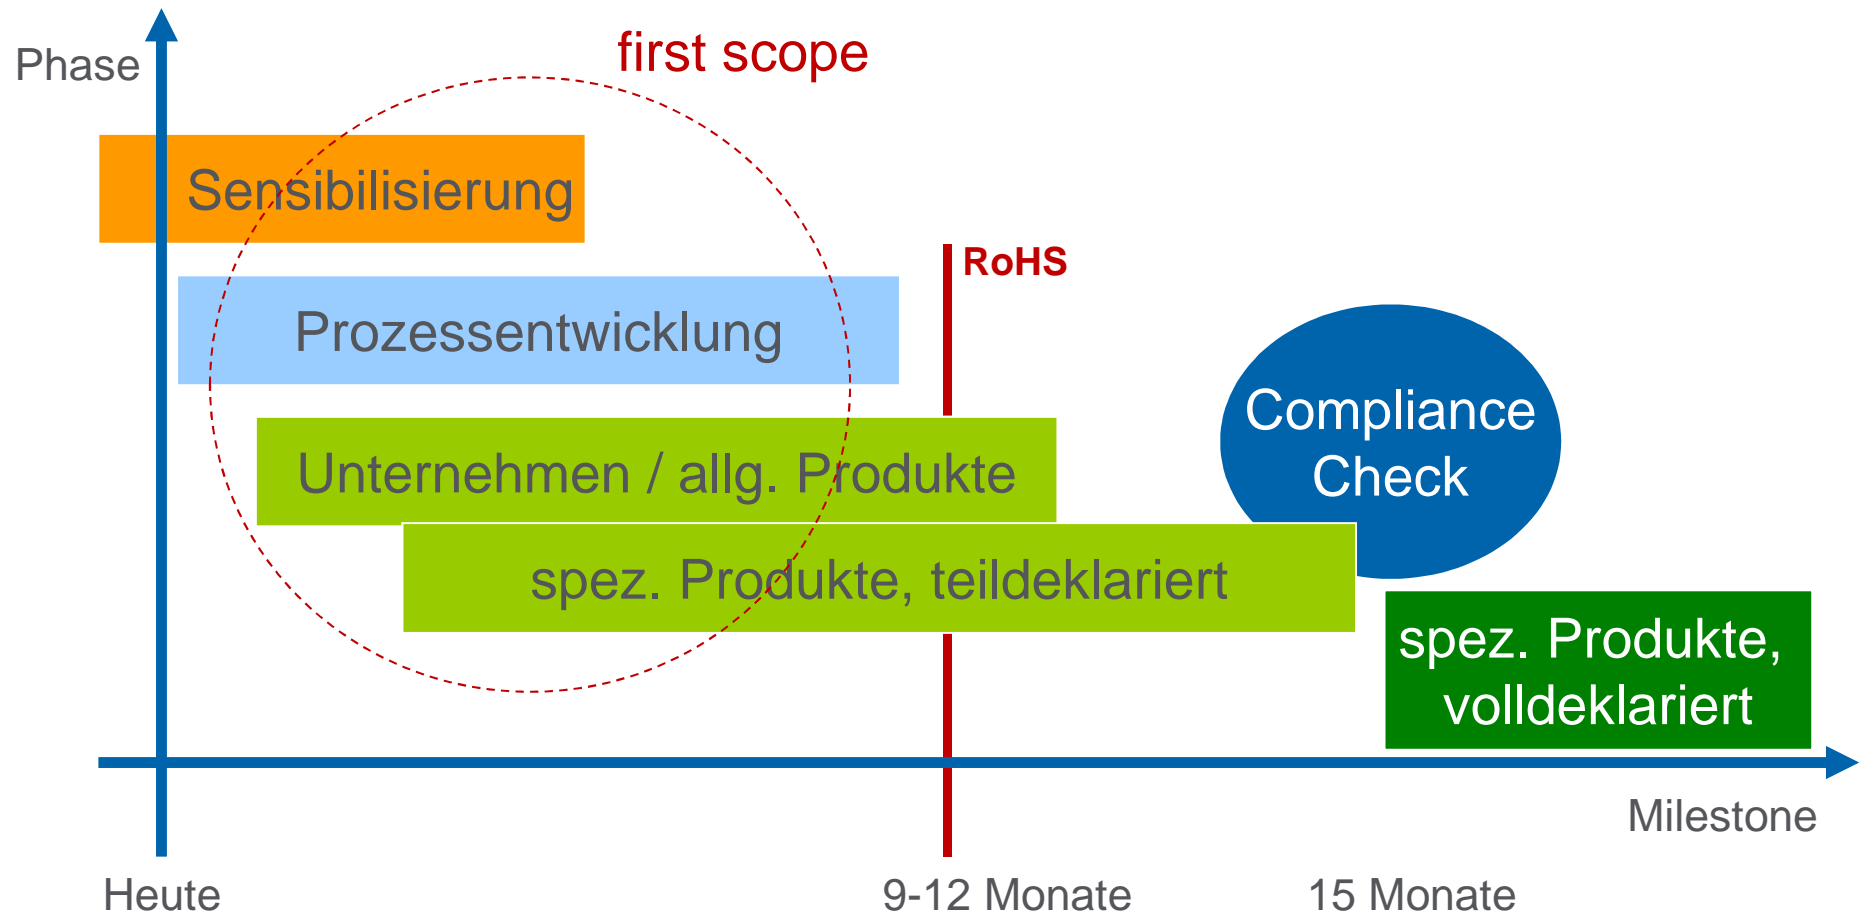 first scope
Phase
Sensibilisierung
RoHS
Prozessentwicklung
Compliance
Check
Unternehmen / allg. Produkte
spez. Produkte, teildeklariert
spez. Produkte,
volldeklariert
Milestone
Heute
9-12 Monate
15 Monate